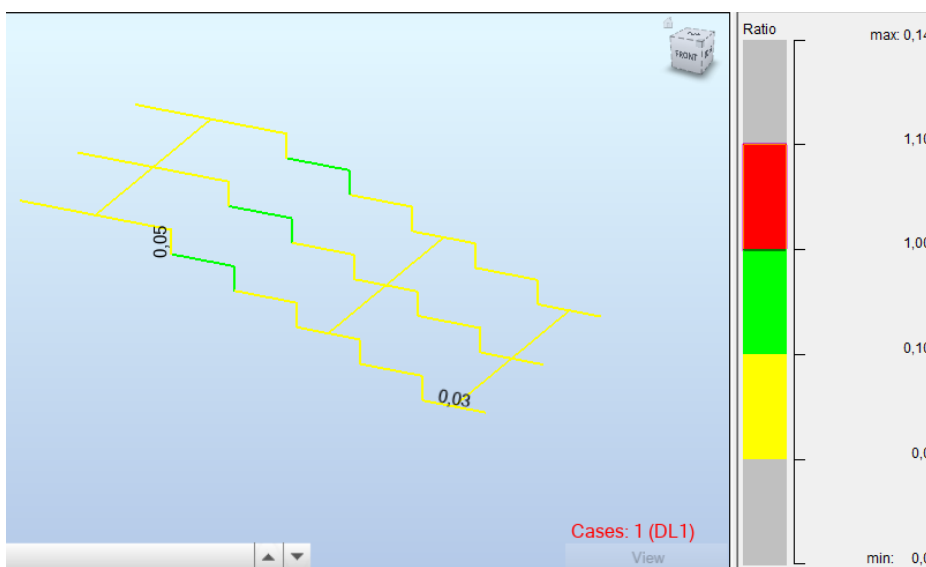 Ratio
max: 0,14
1,10
1,00
0,10
0,0
min: 0,0
FRONT
0,05
0,03
Cases: 1 (DL1)
View